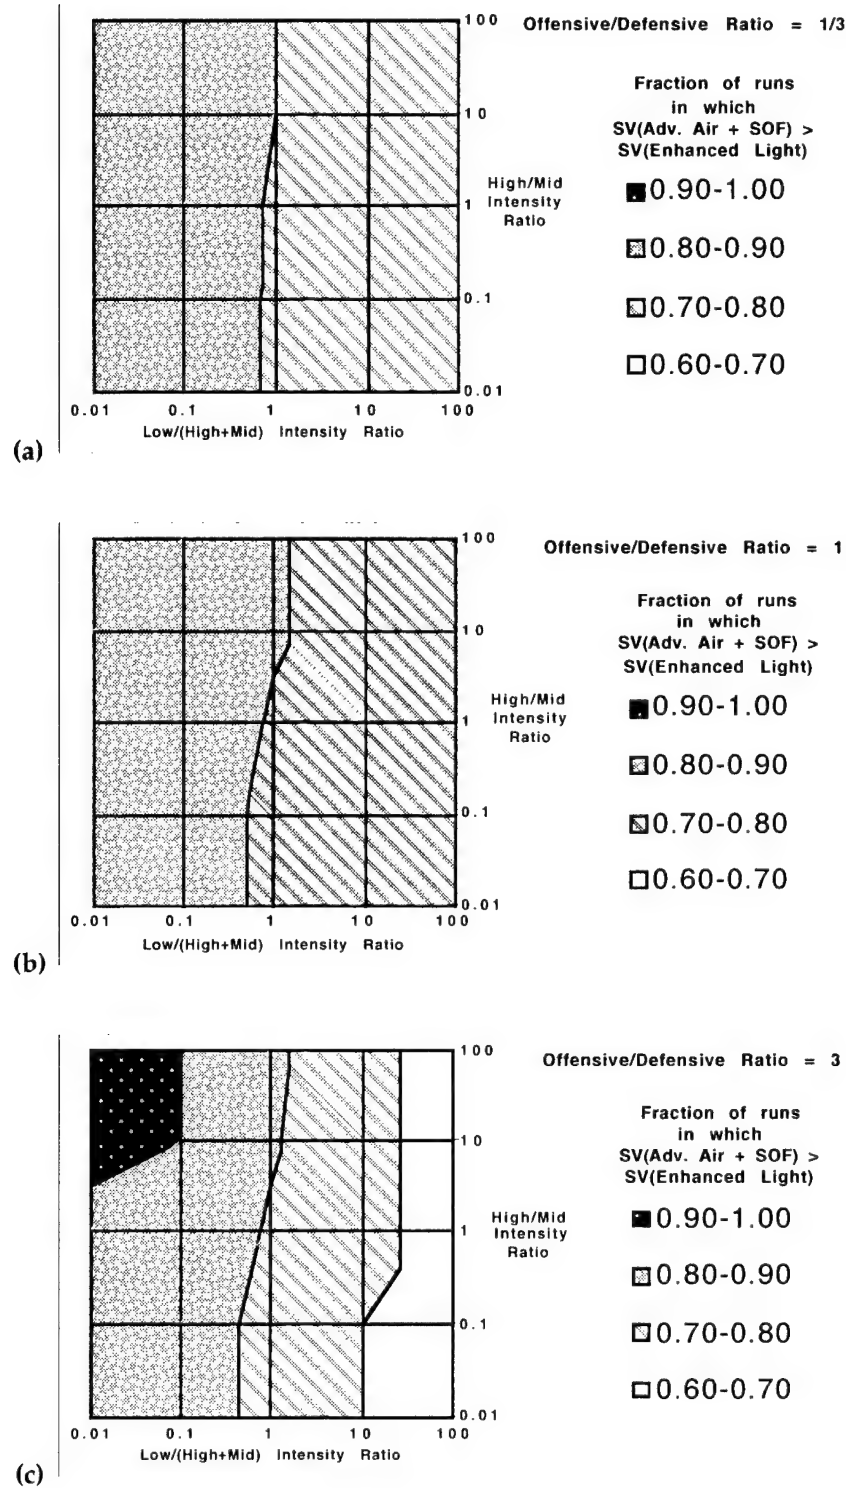 100
Offensive/Defensive Ratio = 1/3
Fraction of runs
in which
SV(Adv. Air + SOF) >
SV(Enhanced Light)
10
High/Mid
Intensity
Ratio
1
0.90-1.00
0.80-0.90
0.1
0.70-0.80
0.60-0.70
0.01
0.01 0.1 1 10 100
Low/(High+Mid) Intensity Ratio
(a)
100
Offensive/Defensive Ratio = 1
Fraction of runs
in which
SV(Adv. Air + SOF) >
SV(Enhanced Light)
10
High/Mid
Intensity
Ratio
1
0.90-1.00
0.80-0.90
0.1
0.70-0.80
0.60-0.70
0.01
0.01 0.1 1 10 100
Low/(High+Mid) Intensity Ratio
(b)
100
Offensive/Defensive Ratio = 3
Fraction of runs
in which
SV(Adv. Air + SOF) >
SV(Enhanced Light)
10
High/Mid
Intensity
Ratio
1
0.90-1.00
0.80-0.90
0.1
0.70-0.80
0.60-0.70
0.01
0.01 0.1 1 10 100
Low/(High+Mid) Intensity Ratio
(c)